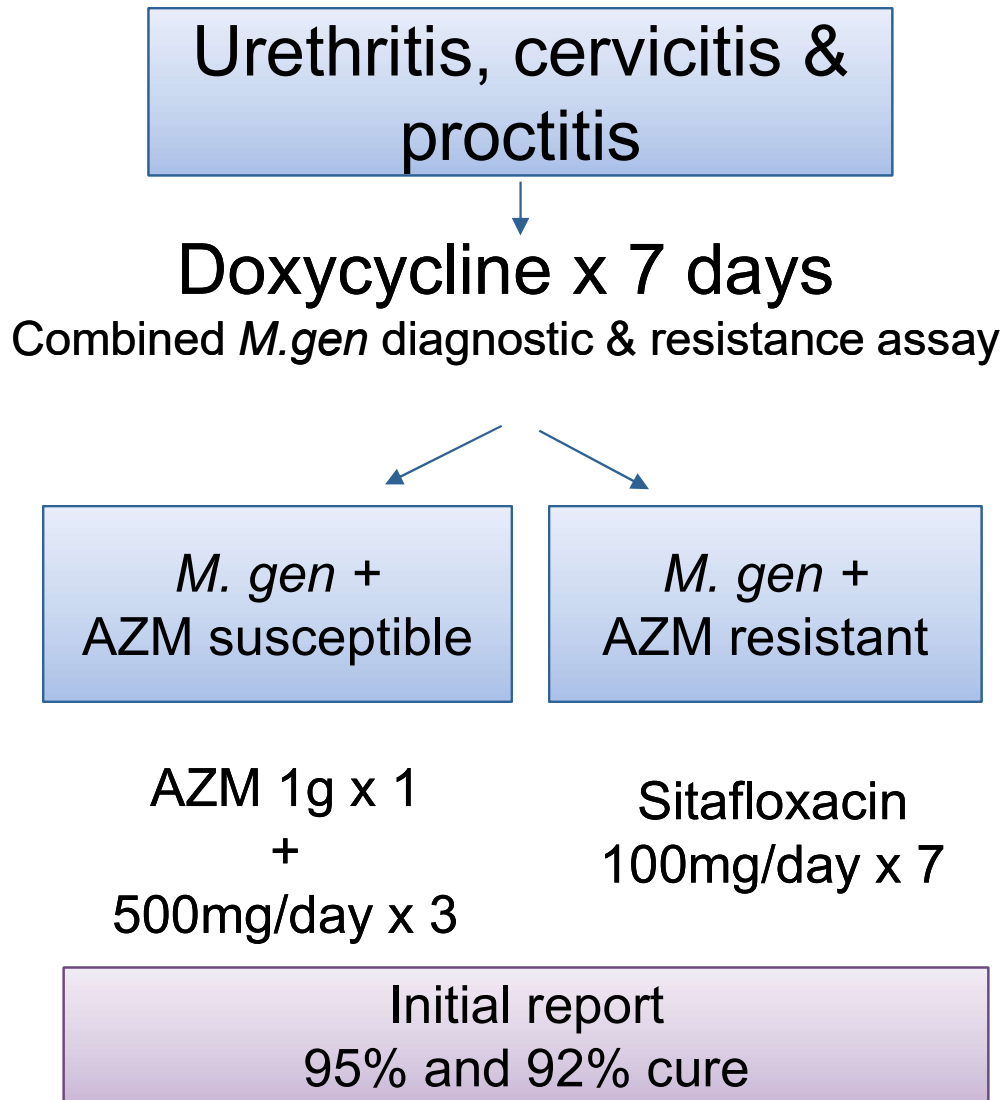 Urethritis, cervicitis &
proctitis
Doxycycline x 7 days
Combined M.gen diagnostic & resistance assay
M. gen +
AZM susceptible
M. gen +
AZM resistant
AZM 1g x 1
+
500mg/day x 3
Sitafloxacin
100mg/day x 7
Initial report
95% and 92% cure